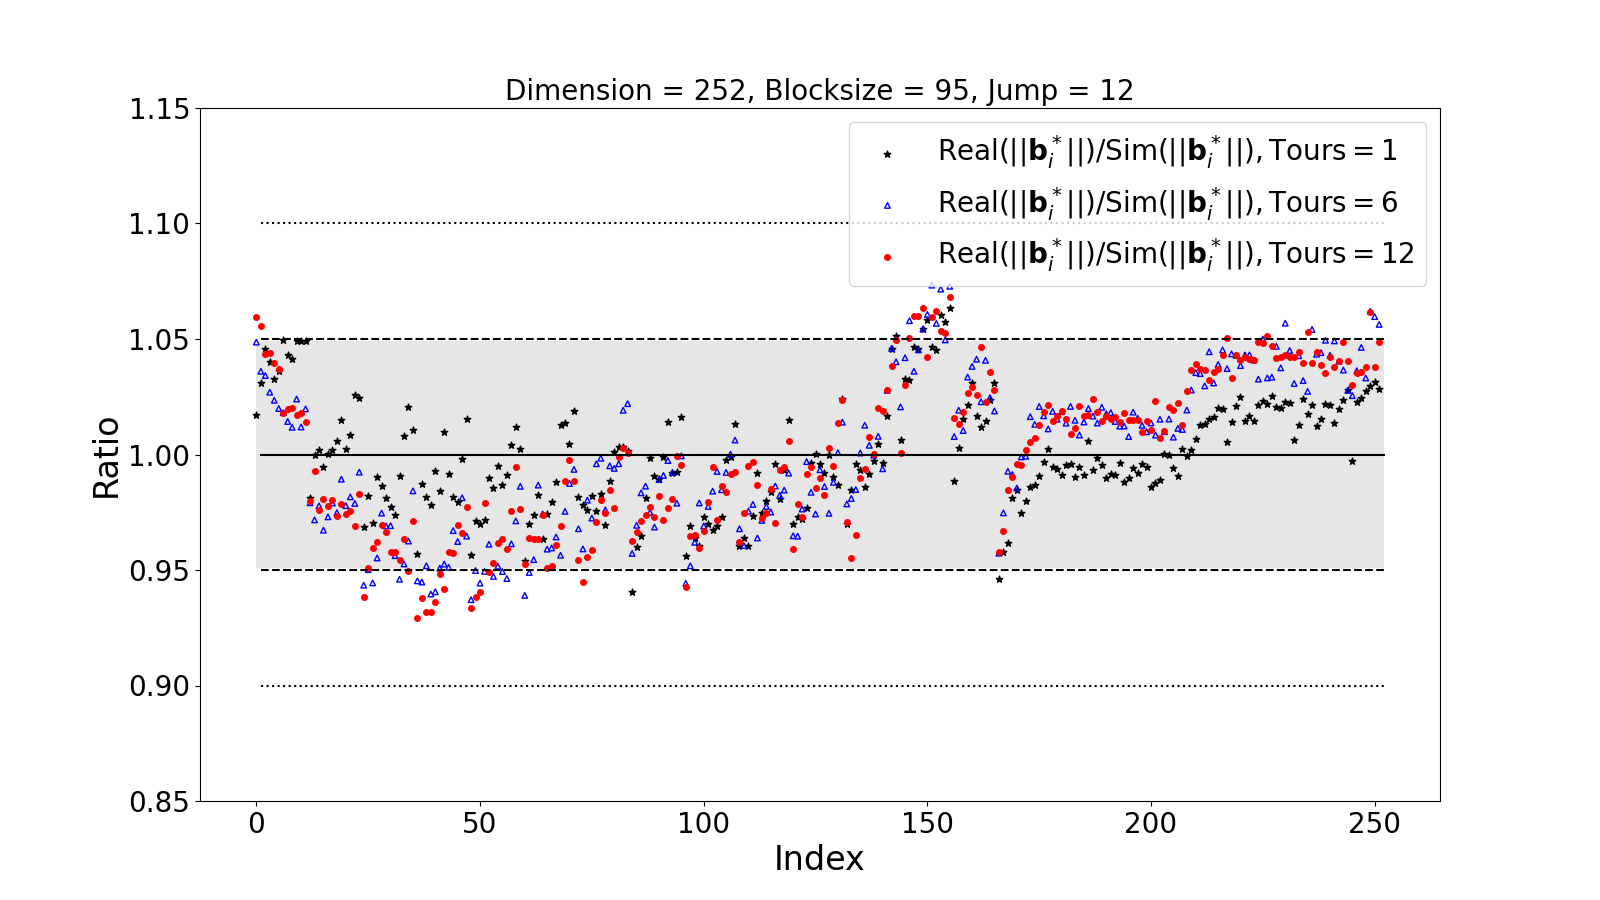 Dimension = 252, Blocksize = 95, Jump = 12
1.15
Real(||b_i^*||)/Sim(||b_i^*||), Tours = 1
Real(||b_i^*||)/Sim(||b_i^*||), Tours = 6
Real(||b_i^*||)/Sim(||b_i^*||), Tours = 12
1.10
1.05
1.00
0.95
0.90
0.85
Ratio
0 50 100 150 200 250
Index